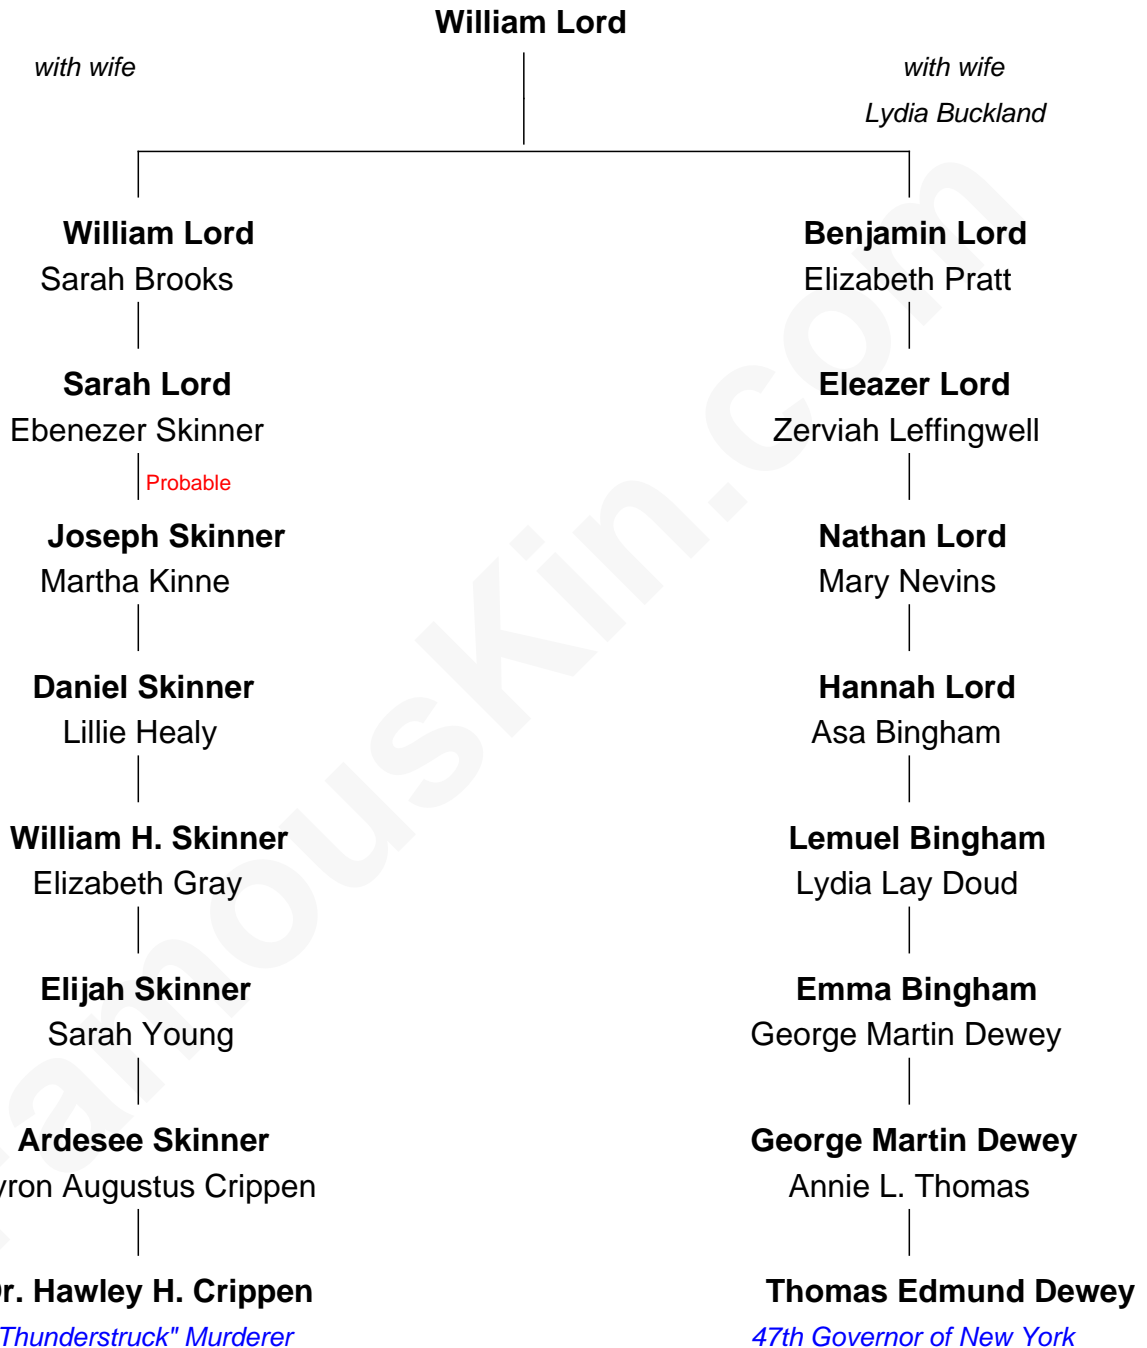 William Lord
with wife
with wife
Lydia Buckland
William Lord
Sarah Brooks
Benjamin Lord
Elizabeth Pratt
Sarah Lord
Ebenezer Skinner
Eleazer Lord
Zerviah Leffingwell
Probable
Joseph Skinner
Martha Kinne
Nathan Lord
Mary Nevins
Daniel Skinner
Lillie Healy
Hannah Lord
Asa Bingham
William H. Skinner
Elizabeth Gray
Lemuel Bingham
Lydia Lay Doud
Elijah Skinner
Sarah Young
Emma Bingham
George Martin Dewey
Ardesee Skinner
yron Augustus Crippen
George Martin Dewey
Annie L. Thomas
r. Hawley H. Crippen
Thunderstruck" Murderer
Thomas Edmund Dewey
47th Governor of New York
FamousKin.com